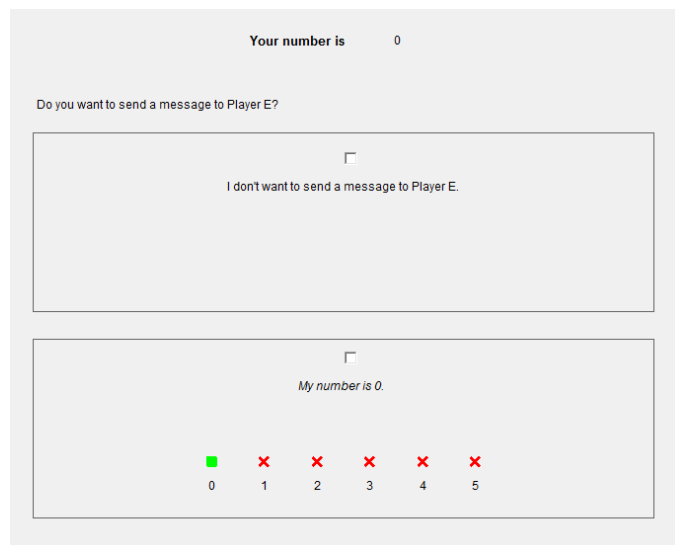 Your number is 0
Do you want to send a message to Player E?
I don't want to send a message to Player E.
My number is 0.
0 1 2 3 4 5